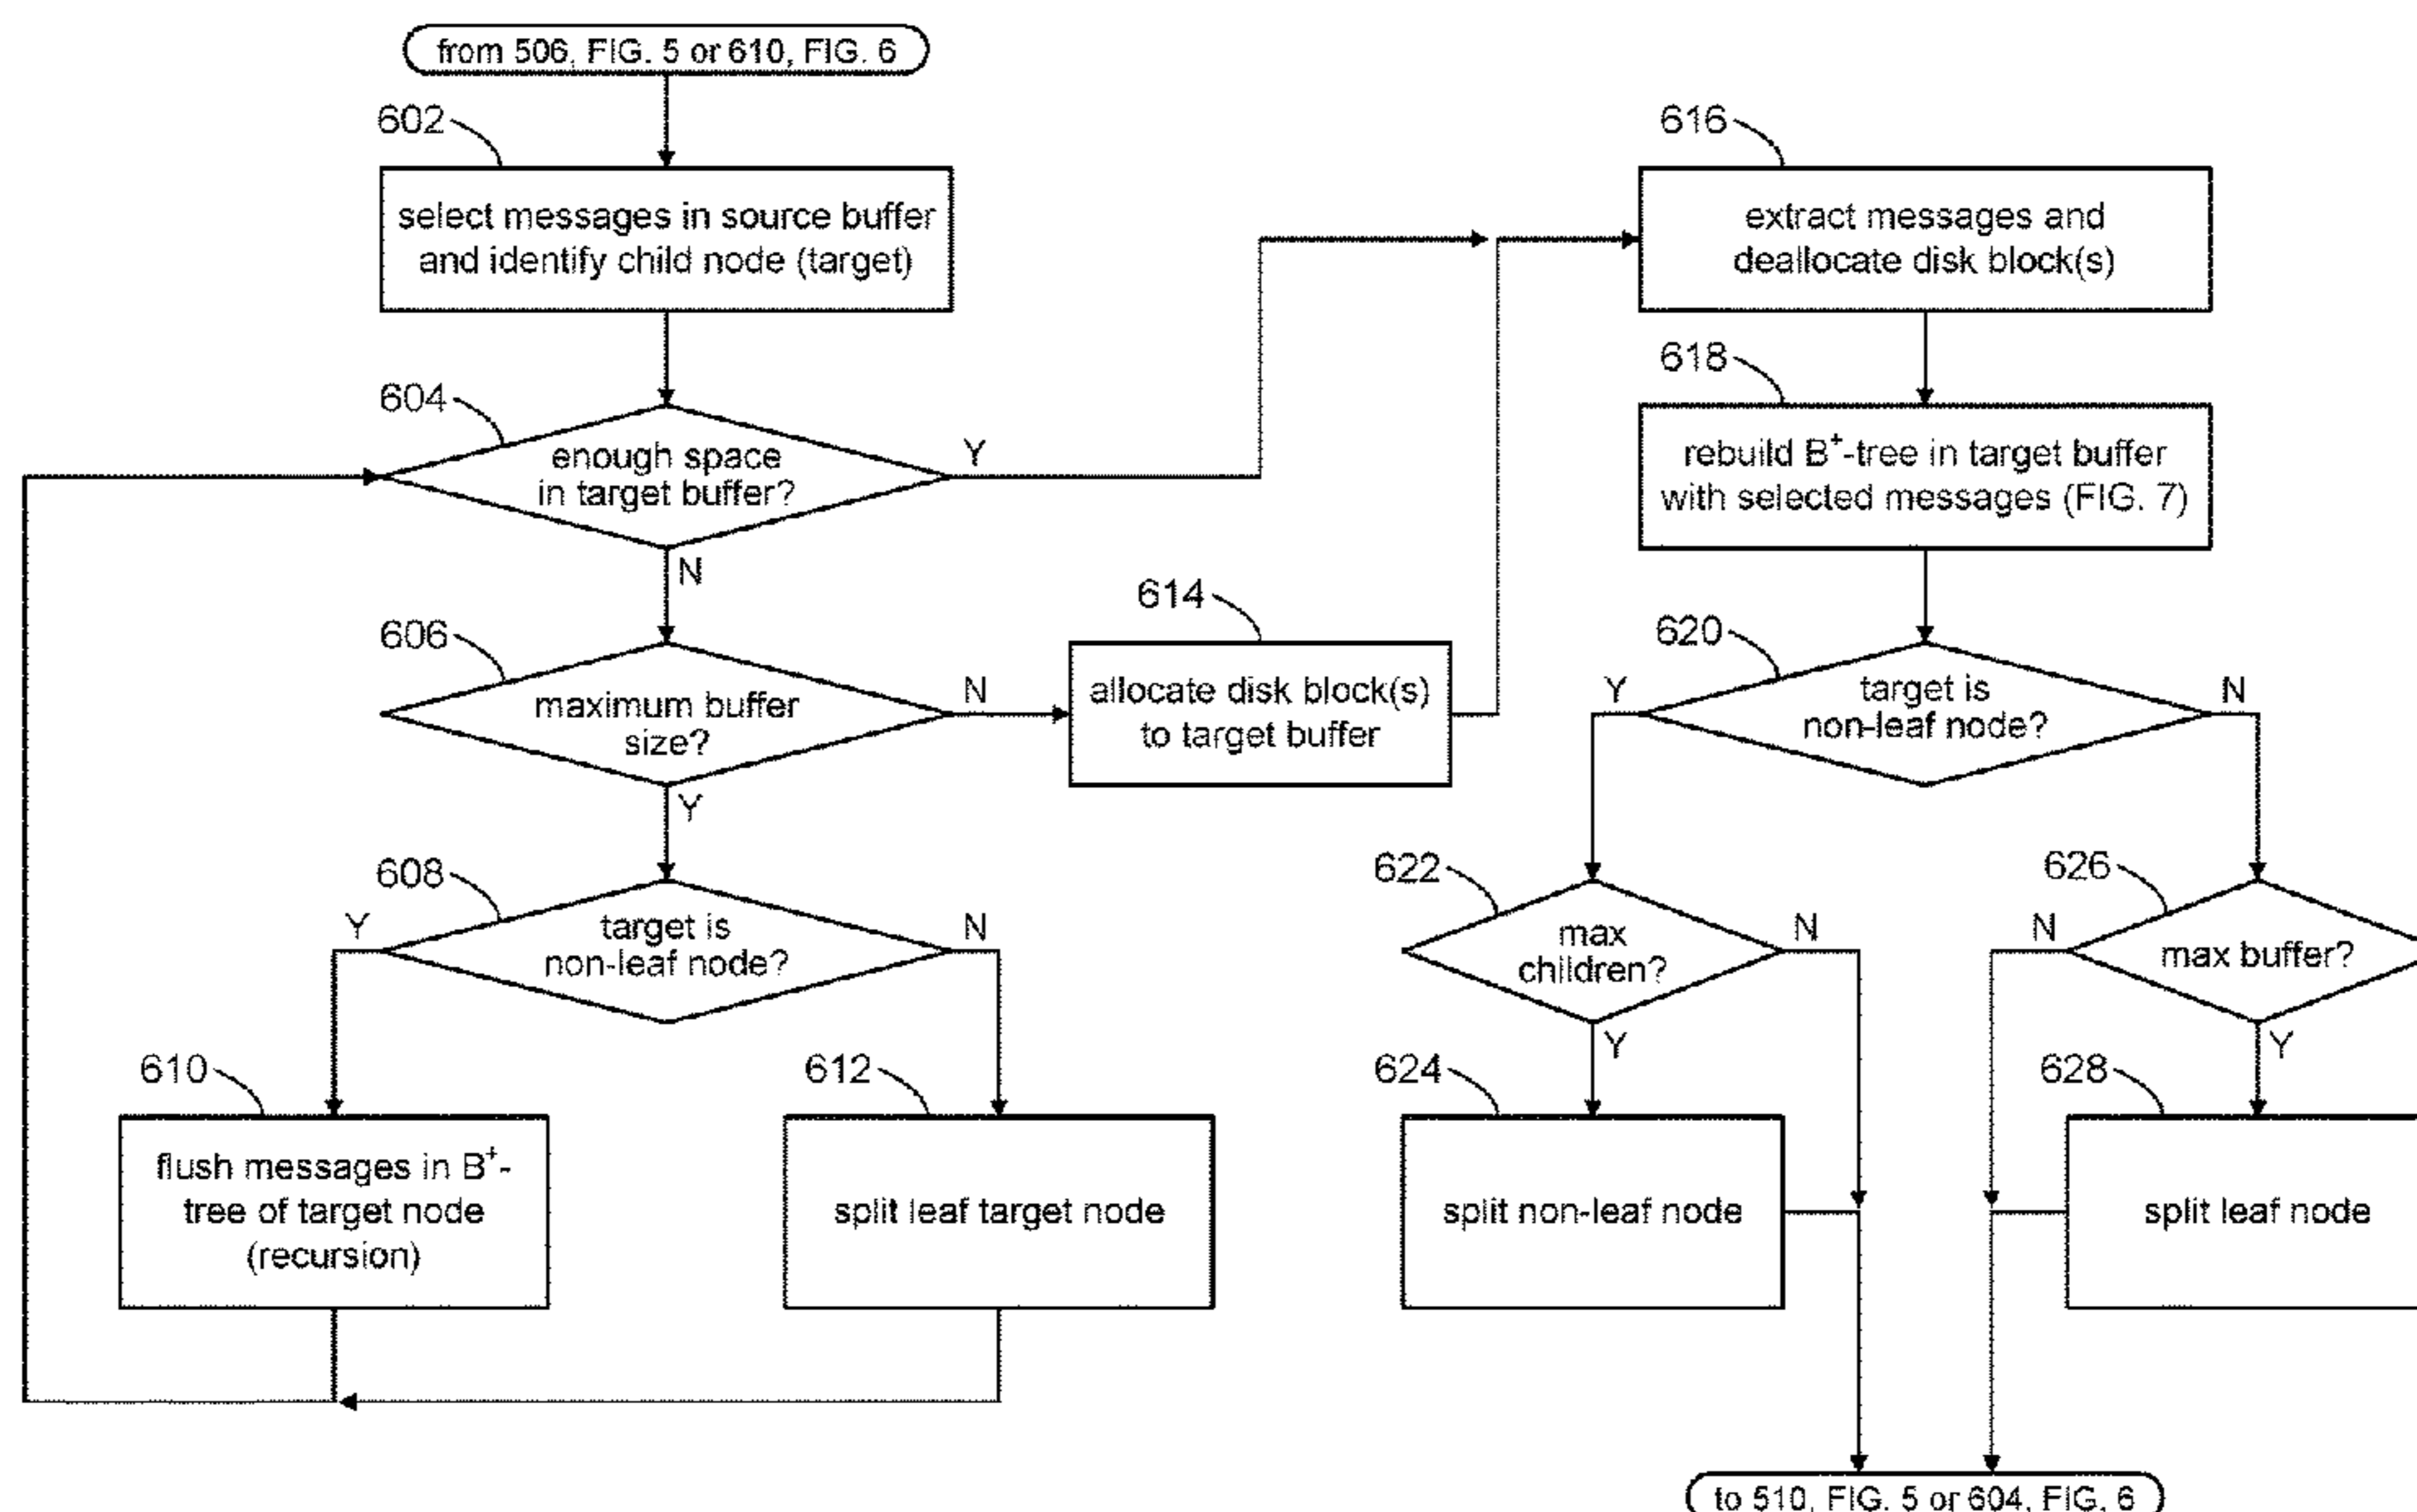 from 506, FIG. 5 or 610, FIG. 6
602
select messages in source buffer
and identify child node (target)
604
enough space
in target buffer?
Y
N
606
maximum buffer
size?
N
Y
614
allocate disk block(s)
to target buffer
608
target is
non-leaf node?
Y
N
610
flush messages in B+-
tree of target node
(recursion)
612
split leaf target node
616
extract messages and
deallocate disk block(s)
618
rebuild B+-tree in target buffer
with selected messages (FIG. 7)
620
target is
non-leaf node?
Y
N
622
max
children?
N
Y
624
split non-leaf node
626
max buffer?
N
Y
628
split leaf node
to 510, FIG. 5 or 604, FIG. 6